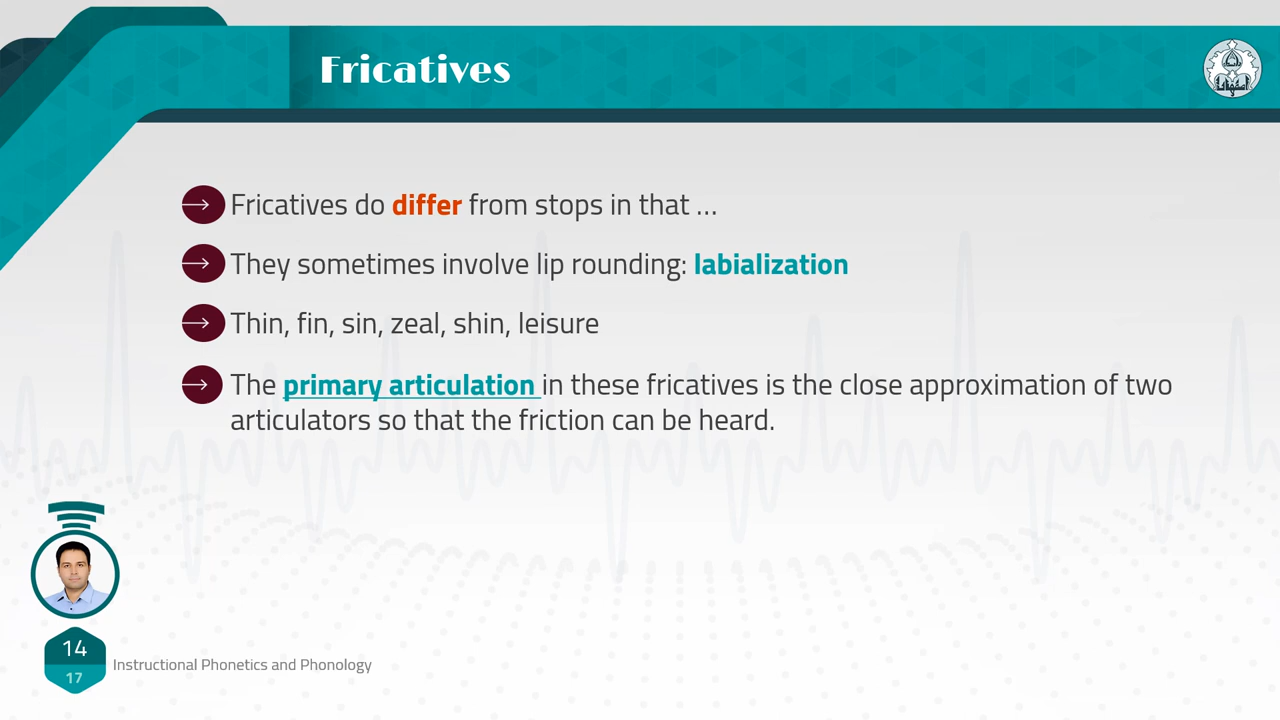 Fricatives
Fricatives do differ from stops in that ...
They sometimes involve lip rounding: labialization
Thin, fin, sin, zeal, shin, leisure
The primary articulation in these fricatives is the close approximation of two
articulators so that the friction can be heard.
14
17
Instructional Phonetics and Phonology